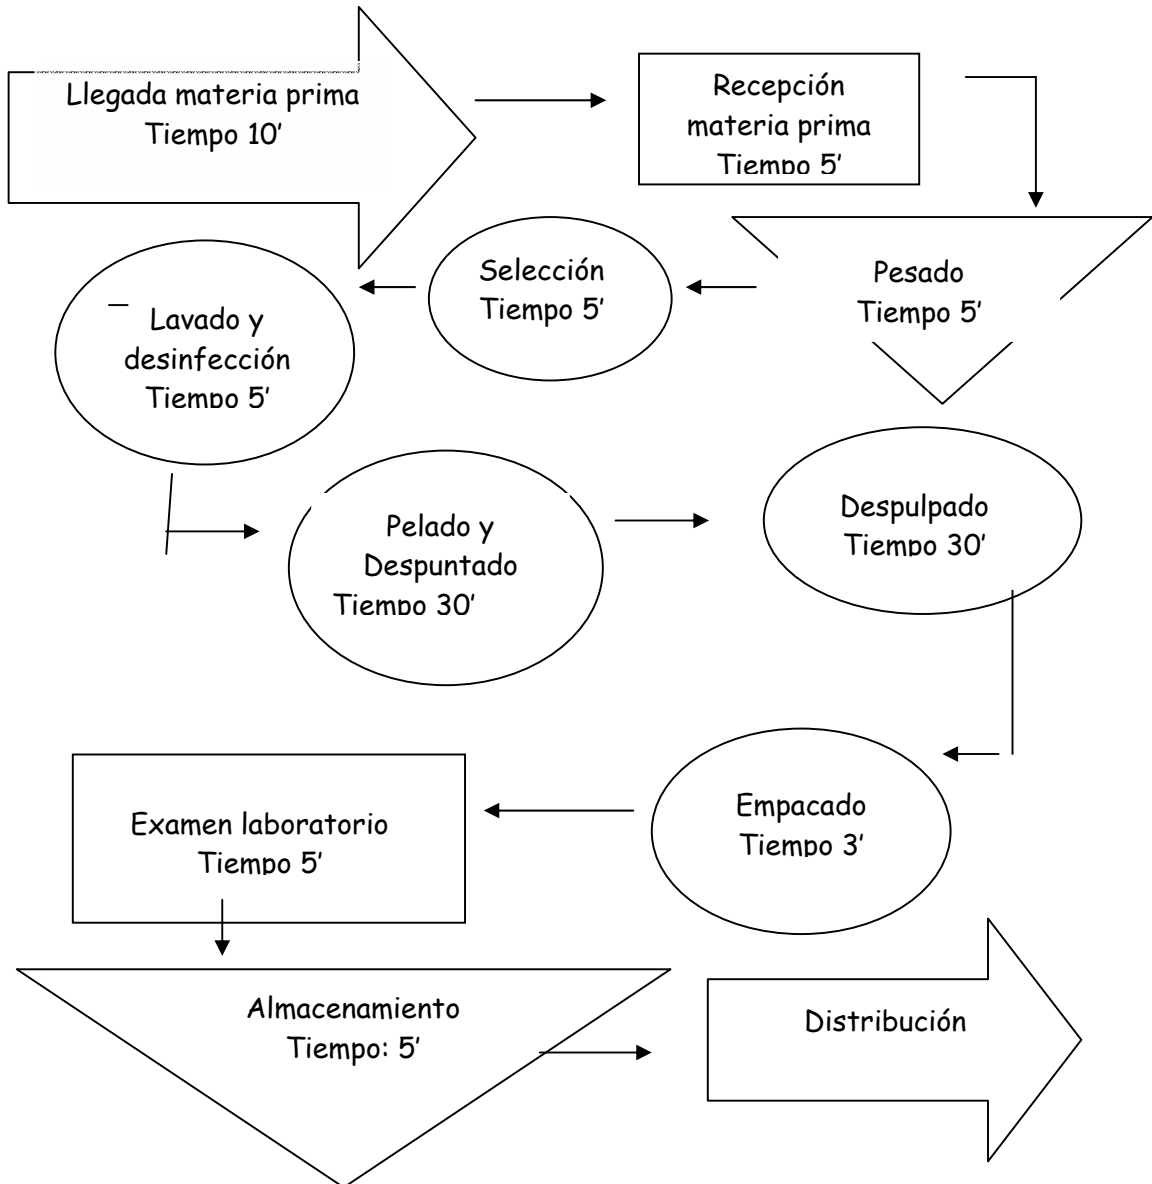 Llegada materia prima
Tiempo 10’
Recepción
materia prima
Tiempo 5’
Pesado
Tiempo 5’
Selección
Tiempo 5’
Lavado y
desinfección
Tiempo 5’
Pelado y
Despuntado
Tiempo 30’
Despulpado
Tiempo 30’
Empacado
Tiempo 3’
Examen laboratorio
Tiempo 5’
Almacenamiento
Tiempo: 5’
Distribución